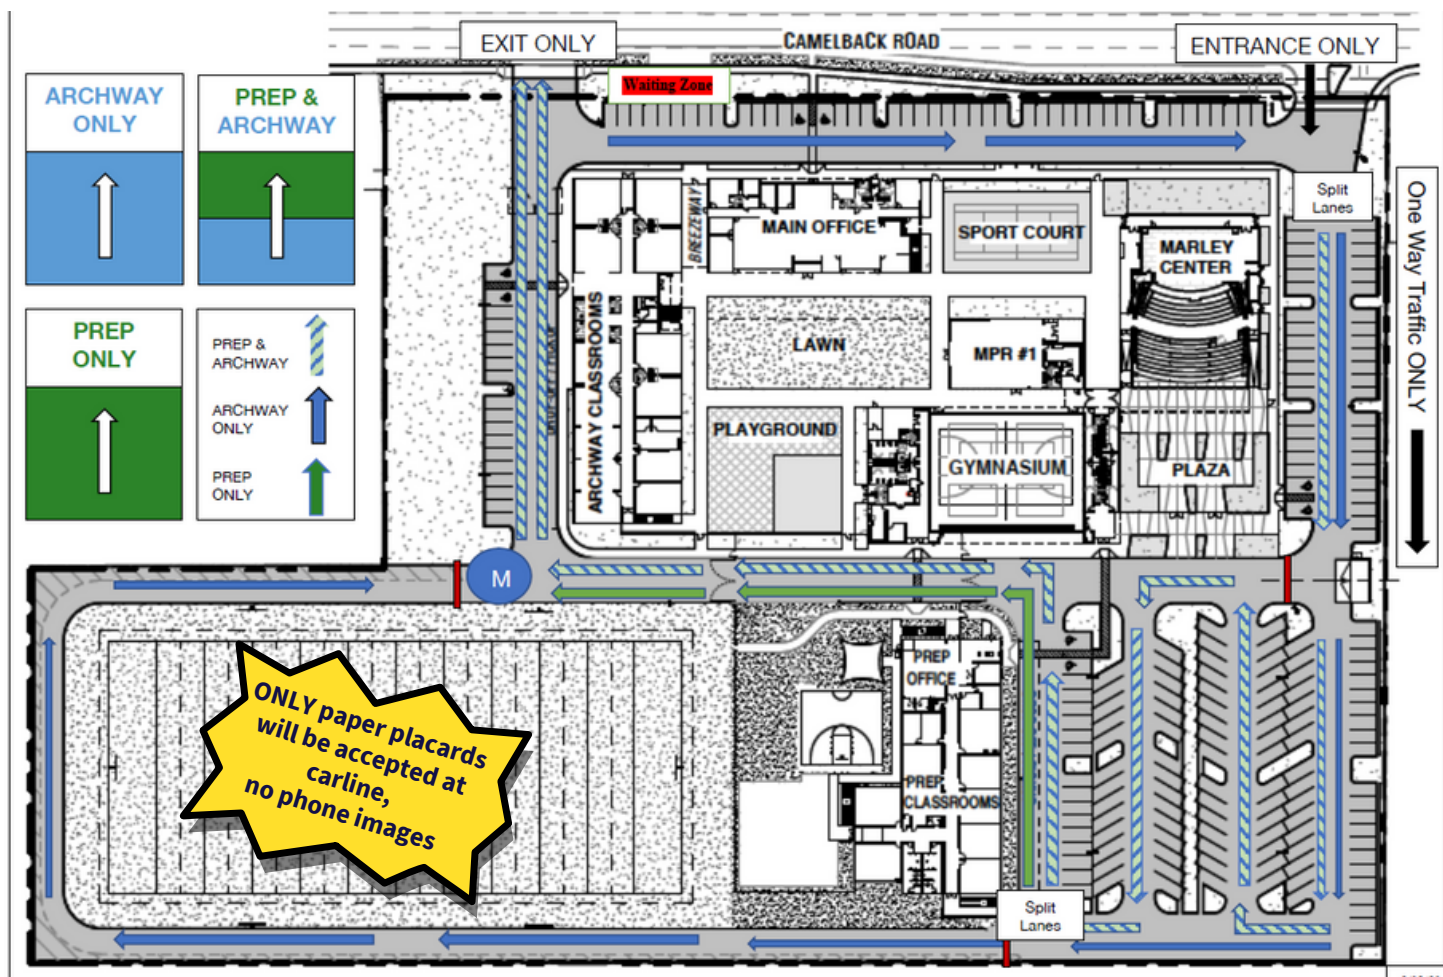 EXIT ONLY
CAMELBACK ROAD
ENTRANCE ONLY
Waiting Zone
ARCHWAY
ONLY
PREP &
ARCHWAY
PREP
ONLY
PREP &
ARCHWAY
ARCHWAY
ONLY
PREP
ONLY
Split
Lanes
One Way Traffic ONLY
BREEZEWAY
MAIN OFFICE
SPORT COURT
MARLEY
CENTER
ARCHWAY CLASSROOMS
LAWN
MPR #1
PLAYGROUND
GYMNASIUM
PLAZA
M
PREP
OFFICE
PREP
CLASSROOMS
ONLY paper placards
will be accepted at
carline,
no phone images
Split
Lanes